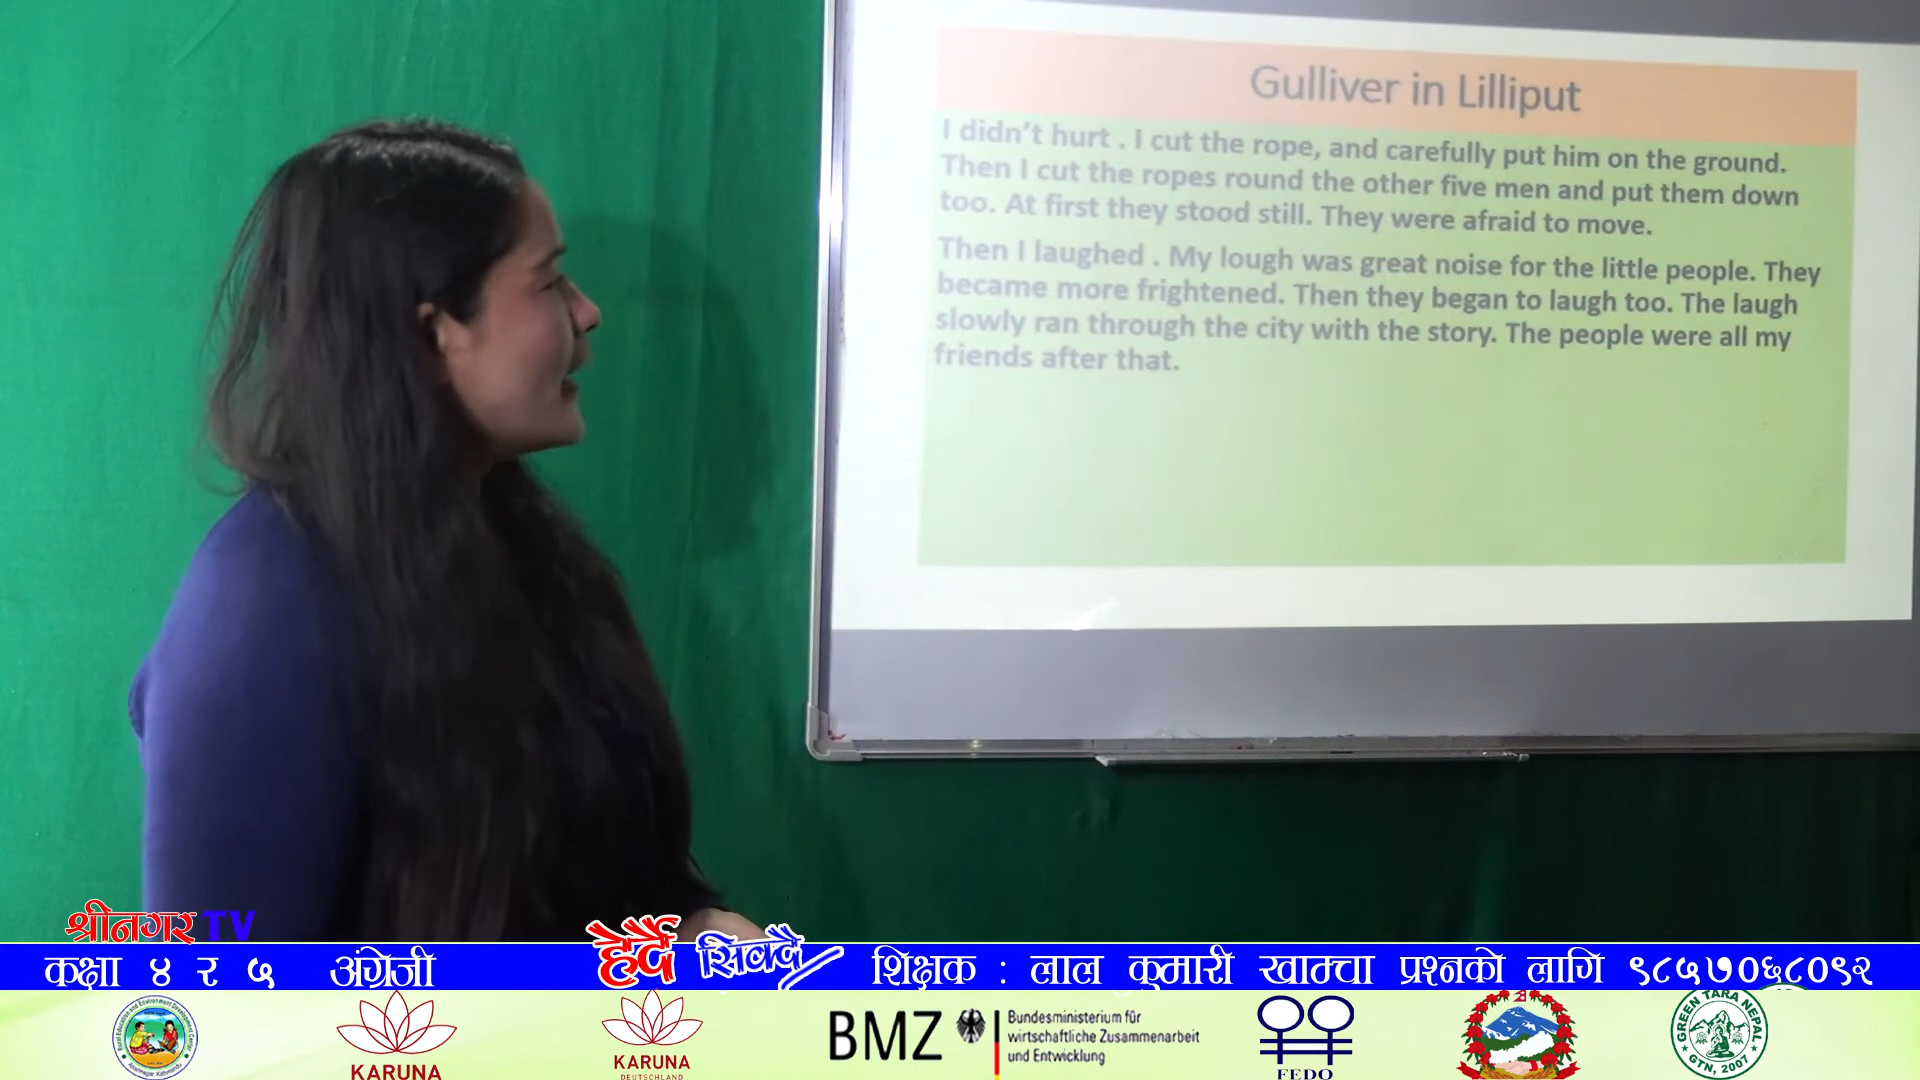 Gulliver in Lilliput
I didn't hurt . I cut the rope, and carefully put him on the ground.
Then I cut the ropes round the other five men and put them down
too. At first they stood still. They were afraid to move.
Then I laughed . My lough was great noise for the little people. They
became more frightened. Then they began to laugh too. The laugh
slowly ran through the city with the story. The people were all my
friends after that.
श्रीनगर TV
हेर्दै सिक्दै
कक्षा ४ र ५ अंग्रेजी
शिक्षक : लाल कुमारी खाम्चा प्रश्नको लागि ९८५७०६८०९२
KARUNA
KARUNA
DEUTSCHLAND
BMZ
Bundesministerium für
wirtschaftliche Zusammenarbeit
und Entwicklung
FEDO
GREEN TARA NEPAL
GTN, 2007